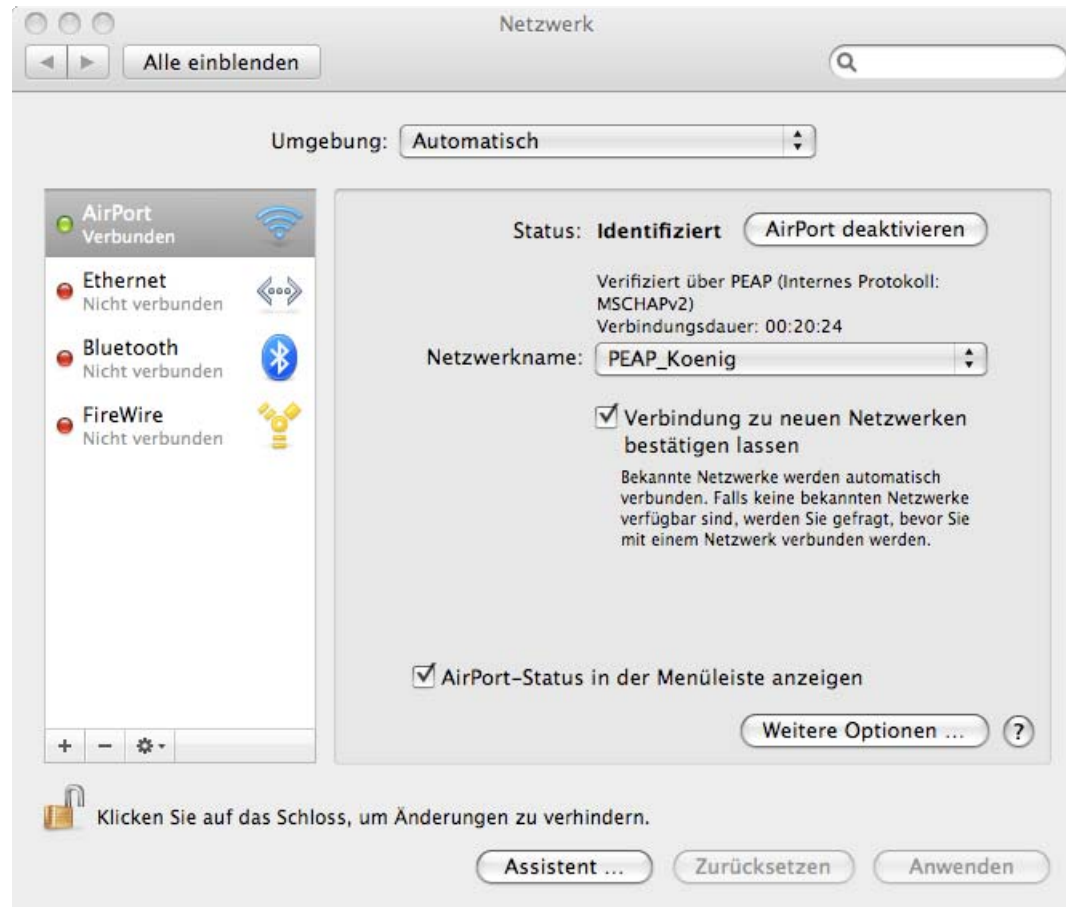 Netzwerk
Alle einblenden
Umgebung: Automatisch
AirPort
Verbunden
Ethernet
Nicht verbunden
Bluetooth
Nicht verbunden
FireWire
Nicht verbunden
Status: Identifiziert AirPort deaktivieren
Verifiziert über PEAP (Internes Protokoll:
MSCHAPv2)
Verbindungsdauer: 00:20:24
Netzwerkname: PEAP_Koenig
Verbindung zu neuen Netzwerken
bestätigen lassen
Bekannte Netzwerke werden automatisch
verbunden. Falls keine bekannten Netzwerke
verfügbar sind, werden Sie gefragt, bevor Sie
mit einem Netzwerk verbunden werden.
AirPort-Status in der Menüleiste anzeigen
Weitere Optionen ... ?
+ −
Klicken Sie auf das Schloss, um Änderungen zu verhindern.
Assistent ... Zurücksetzen Anwenden